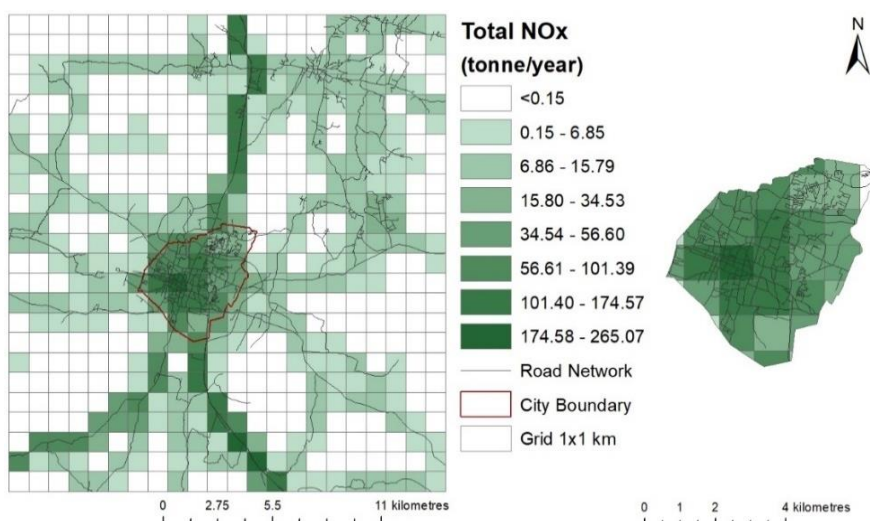 Total NOx
(tonne/year)
<0.15
0.15 - 6.85
6.86 - 15.79
15.80 - 34.53
34.54 - 56.60
56.61 - 101.39
101.40 - 174.57
174.58 - 265.07
Road Network
City Boundary
Grid 1x1 km
N
0 2.75 5.5 11 kilometres
0 1 2 4 kilometres